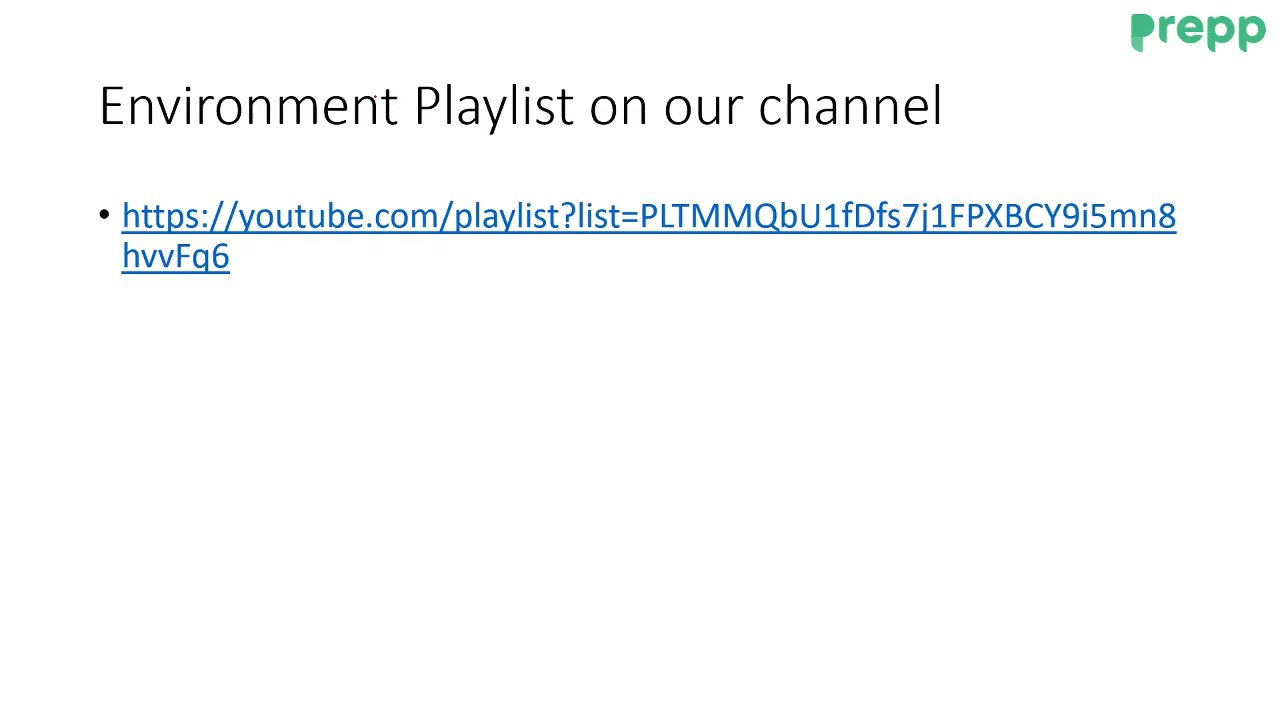 prepp
Environment Playlist on our channel
• https://youtube.com/playlist?list=PLTMMQbU1fDfs7j1FPXBCY9i5mn8
hvvFq6